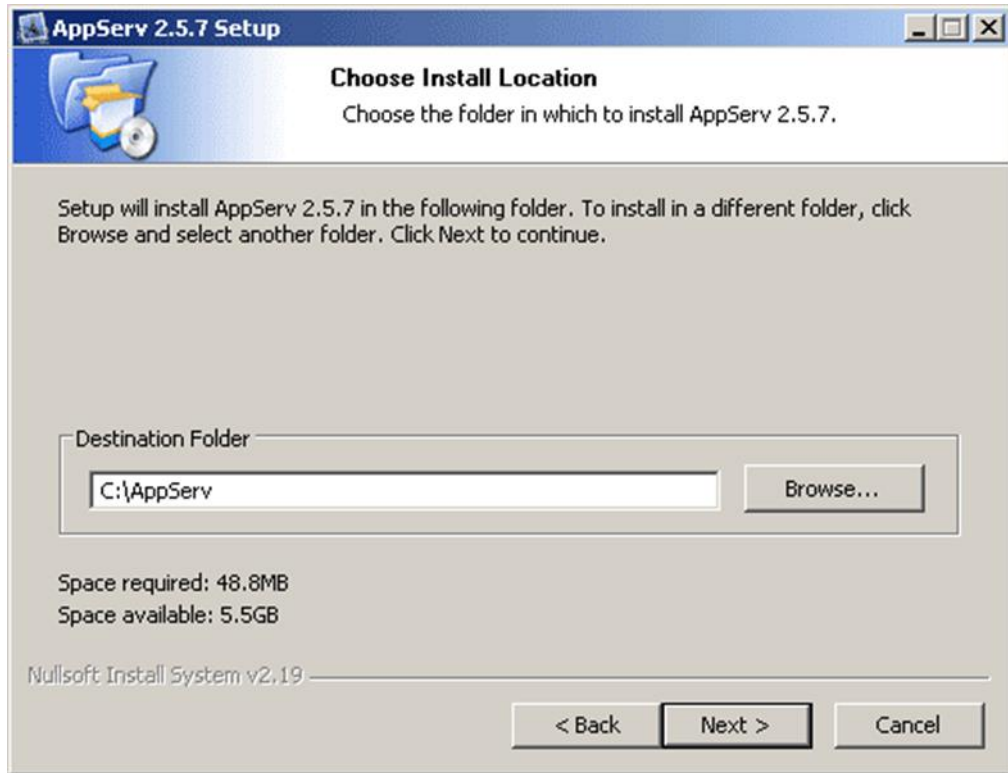 AppServ 2.5.7 Setup
Choose Install Location
Choose the folder in which to install AppServ 2.5.7.
Setup will install AppServ 2.5.7 in the following folder. To install in a different folder, click
Browse and select another folder. Click Next to continue.
Destination Folder
C:\AppServ
Browse...
Space required: 48.8MB
Space available: 5.5GB
Nullsoft Install System v2.19
< Back
Next >
Cancel